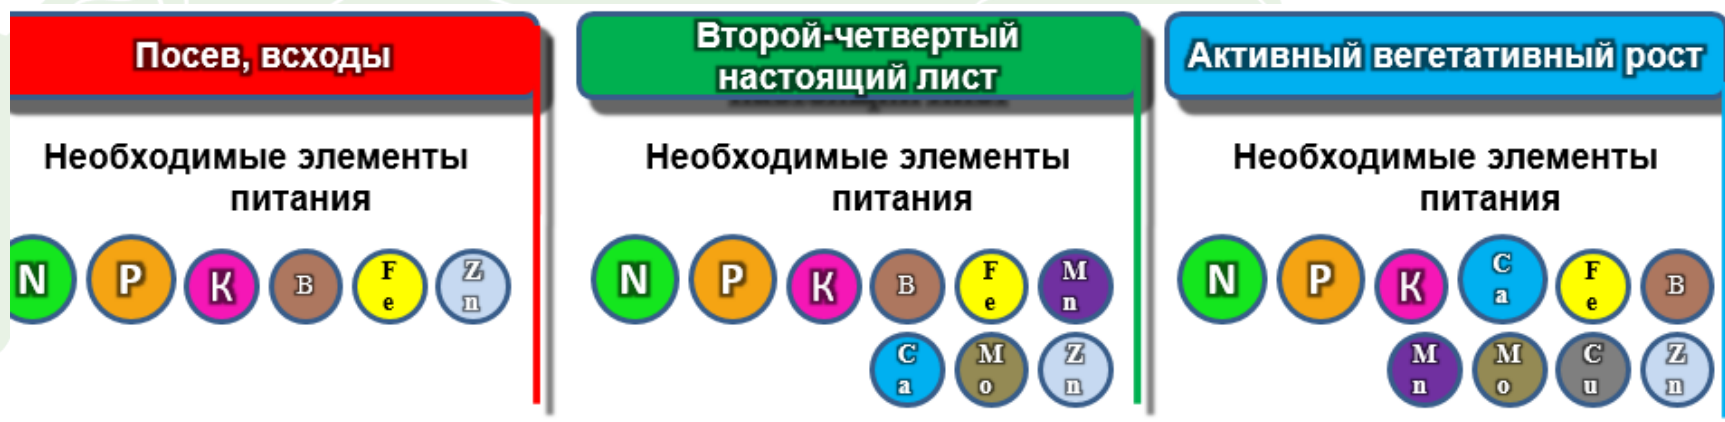 Посев, всходы
Необходимые элементы
питания
N P K B Fe Zn
Второй-четвертый
настоящий лист
Необходимые элементы
питания
N P K B Fe Mn
Ca Mo Zn
Активный вегетативный рост
Необходимые элементы
питания
N P K Ca Fe B
Mn Mo Cu Zn